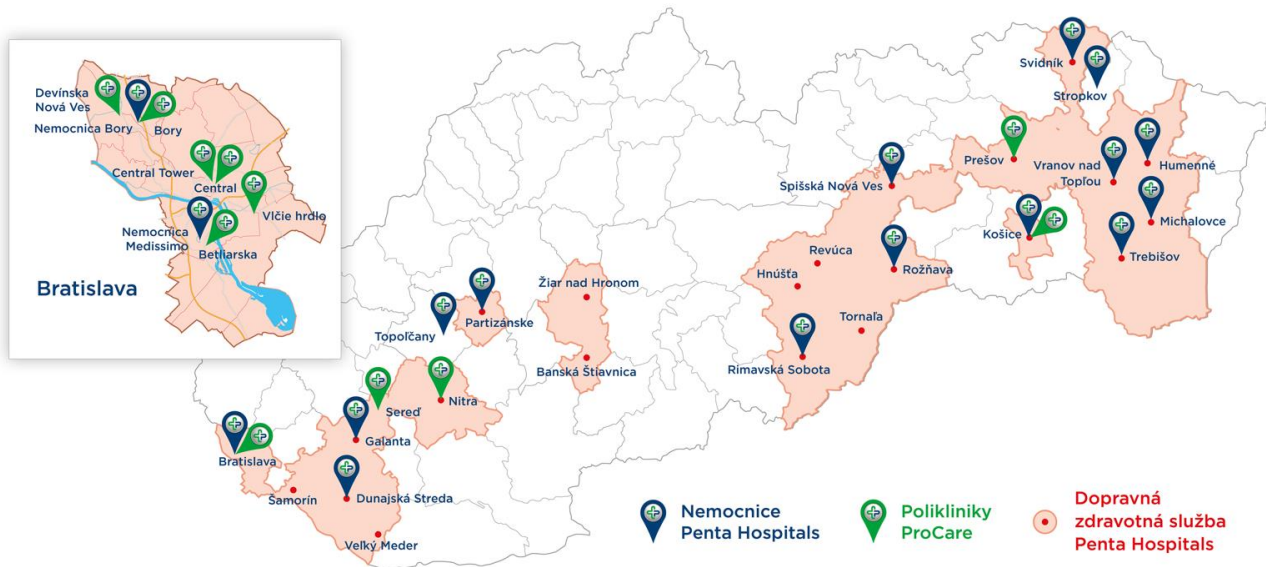 Devínska
Nová Ves
Nemocnica Bory
Bory
Central Tower
Central
Vlčie hrdlo
Nemocnica
Medissimo
Betliarska
Bratislava
Svidník
Stropkov
Prešov
Vranov nad
Topľou
Humenné
Spišská Nová Ves
Michalovce
Košice
Trebišov
Revúca
Rožňava
Hnúšťa
Žiar nad Hronom
Partizánske
Topoľčany
Tornaľa
Banská Štiavnica
Rimavská Sobota
Nitra
Sereď
Galanta
Bratislava
Šamorín
Dunajská Streda
Veľký Meder
Nemocnice
Penta Hospitals
Polikliniky
ProCare
Dopravná
zdravotná služba
Penta Hospitals